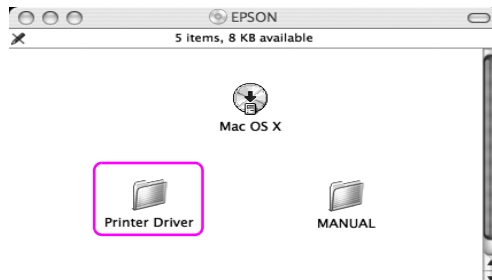 EPSON
5 items, 8 KB available
Mac OS X
Printer Driver
MANUAL